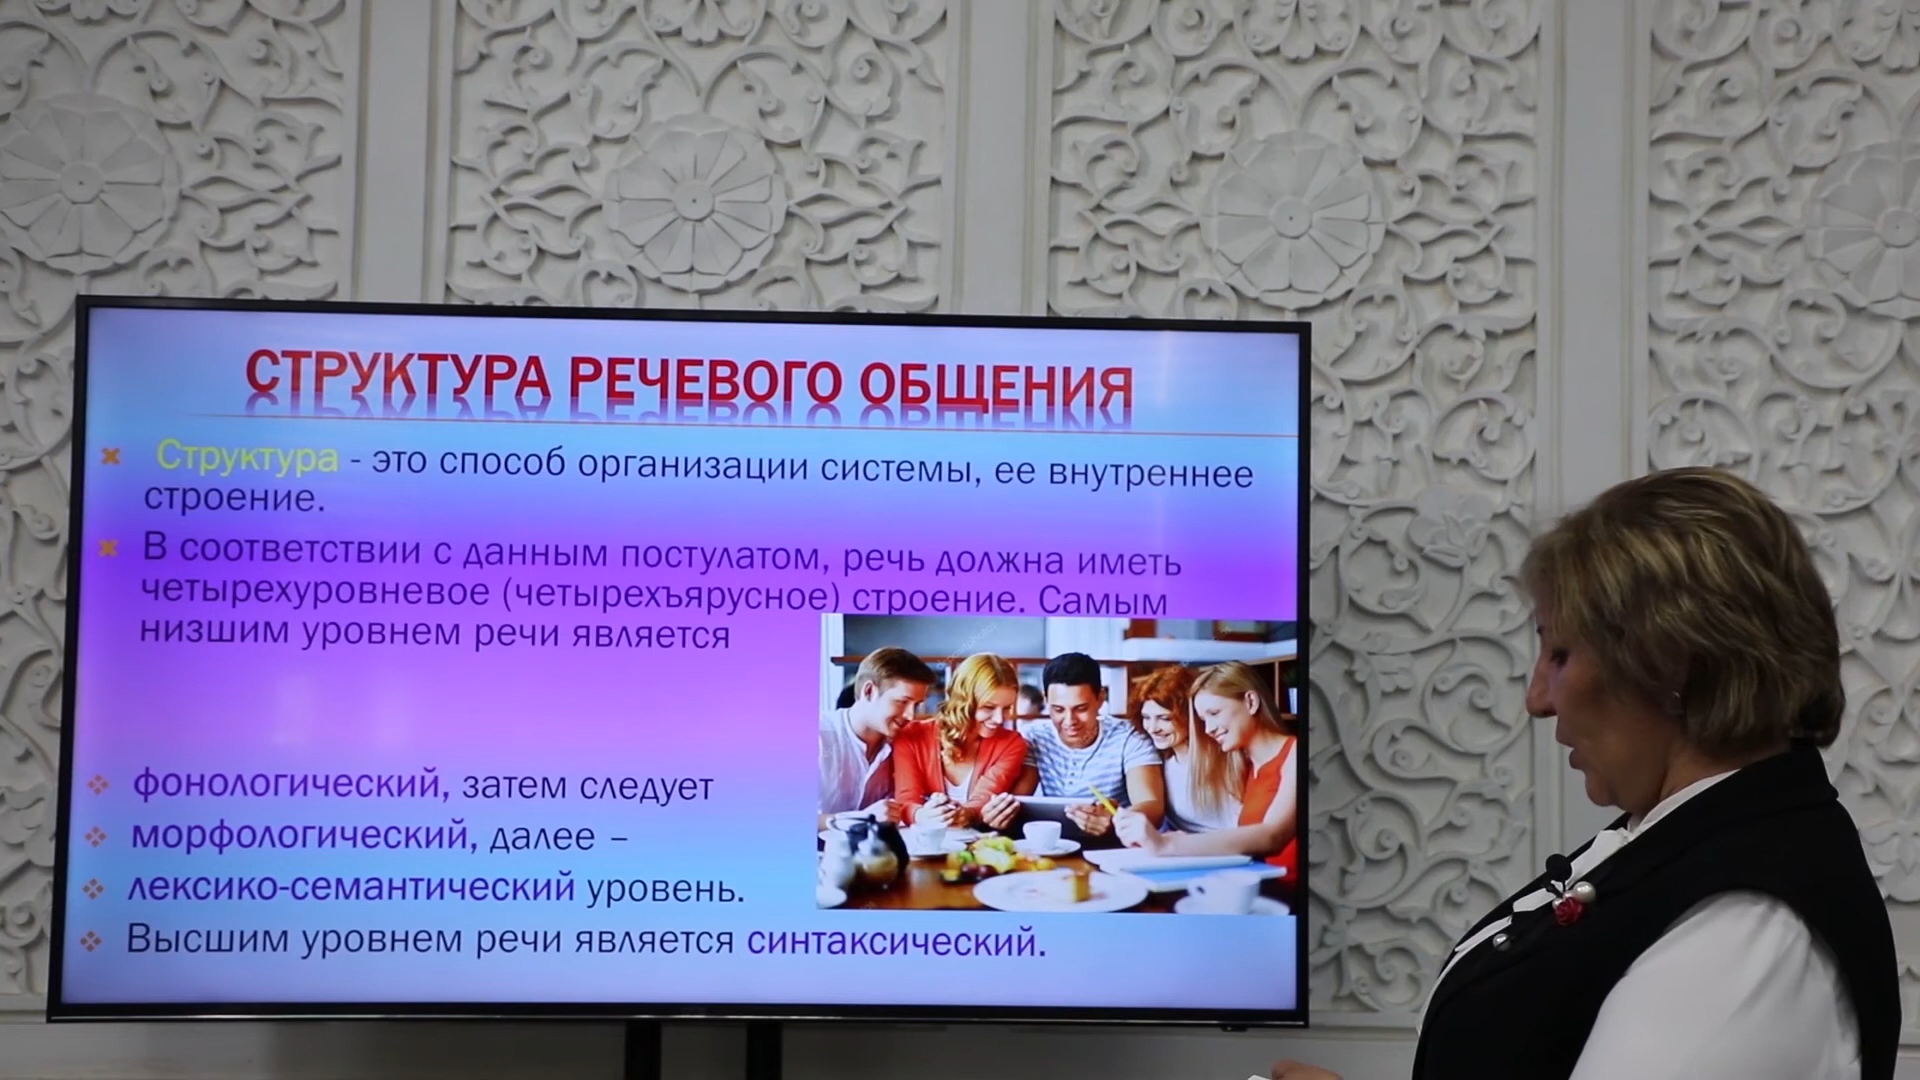 СТРУКТУРА РЕЧЕВОГО ОБЩЕНИЯ
Структура - это способ организации системы, ее внутреннее
строение.
В соответствии с данным постулатом, речь должна иметь
четырехуровневое (четырехъярусное) строение. Самым
низшим уровнем речи является
фонологический, затем следует
морфологический, далее –
лексико-семантический уровень.
Высшим уровнем речи является синтаксический.